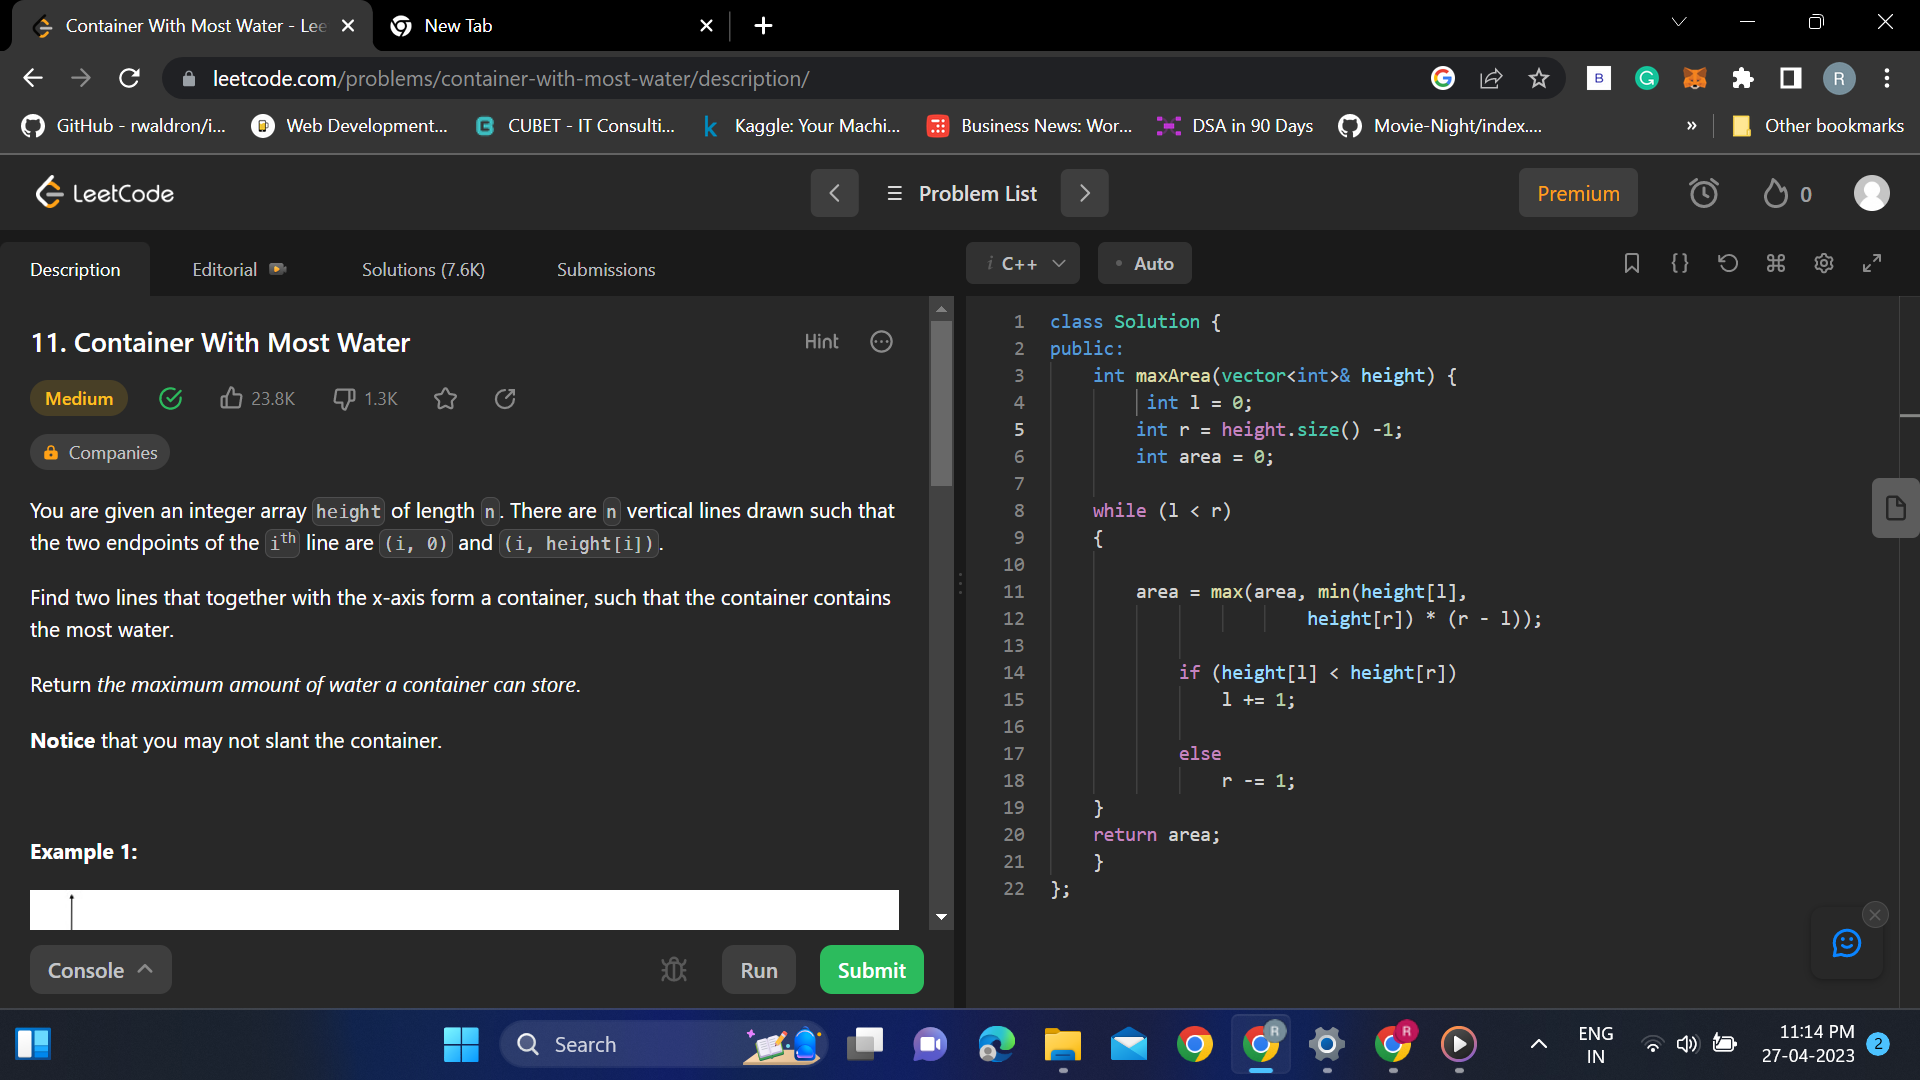 Container With Most Water - Lee
New Tab
leetcode.com/problems/container-with-most-water/description/
B
G
R
GitHub - rwaldron/i...
Web Development...
CUBET - IT Consulti...
Kaggle: Your Machi...
Business News: Wor...
DSA in 90 Days
Movie-Night/index....
»
Other bookmarks
LeetCode
Problem List
Premium
0
Description
Editorial
Solutions (7.6K)
Submissions
i C++
• Auto
11. Container With Most Water
Hint
Medium
23.8K
1.3K
Companies
You are given an integer array height of length n. There are n vertical lines drawn such that
the two endpoints of the ith line are (i, 0) and (i, height[i]).
Find two lines that together with the x-axis form a container, such that the container contains
the most water.
Return the maximum amount of water a container can store.
Notice that you may not slant the container.
Example 1:
Console
Run
Submit
1 class Solution {
2 public:
3 int maxArea(vector<int>& height) {
4 int l = 0;
5 int r = height.size() -1;
6 int area = 0;
7
8 while (l < r)
9 {
10
11 area = max(area, min(height[l],
12 height[r]) * (r - l));
13
14 if (height[l] < height[r])
15 l += 1;
16
17 else
18 r -= 1;
19 }
20 return area;
21 }
22 };
Search
R
R
ENG
IN
11:14 PM
27-04-2023
2